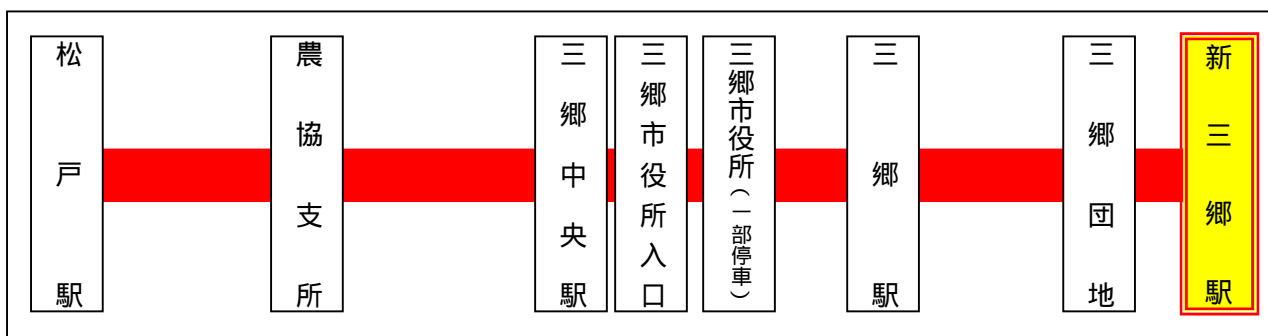 松戸駅
農協支所
三郷中央駅
三郷市役所入口
三郷市役所（一部停車）
三郷駅
三郷団地
新三郷駅